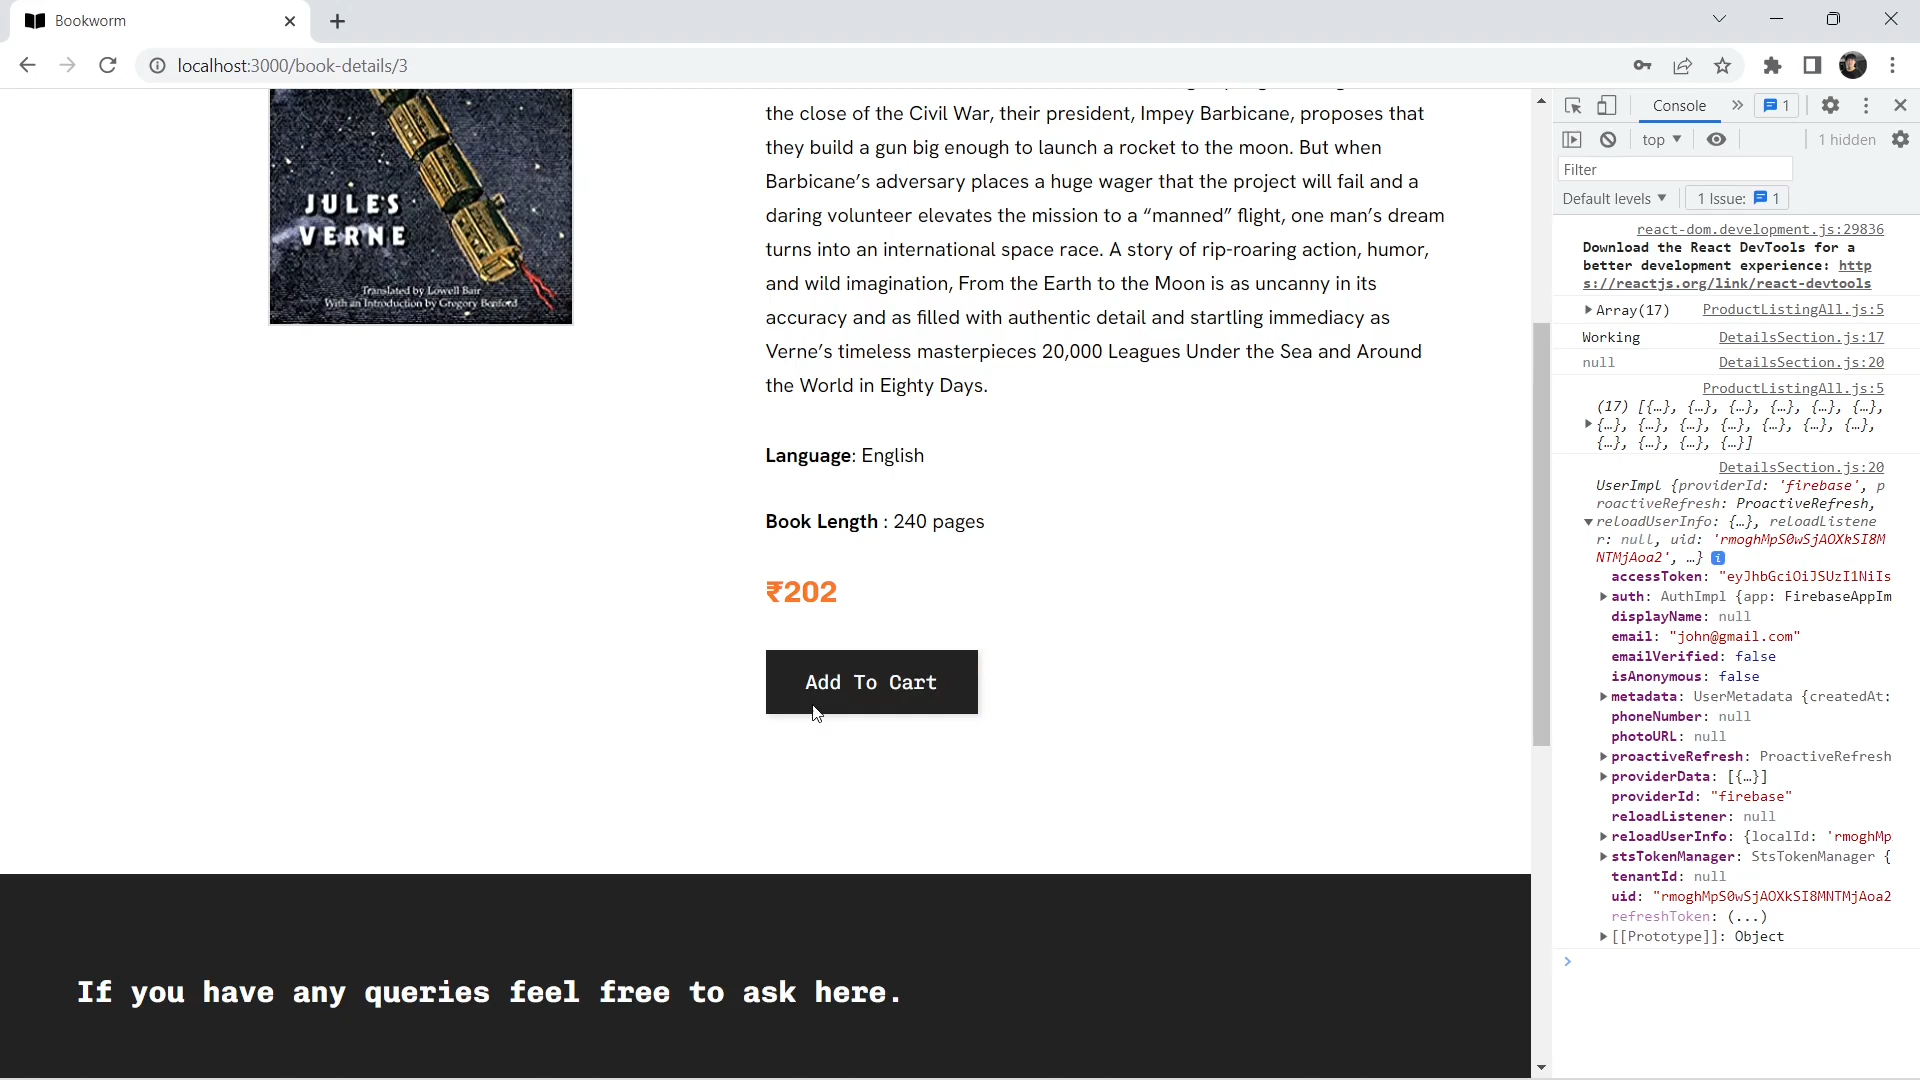 Bookworm
localhost:3000/book-details/3
JULES
VERNE
Translated by Lowell Bair
With an Introduction by Gregory Benford
the close of the Civil War, their president, Impey Barbicane, proposes that
they build a gun big enough to launch a rocket to the moon. But when
Barbicane’s adversary places a huge wager that the project will fail and a
daring volunteer elevates the mission to a “manned” flight, one man’s dream
turns into an international space race. A story of rip-roaring action, humor,
and wild imagination, From the Earth to the Moon is as uncanny in its
accuracy and as filled with authentic detail and startling immediacy as
Verne’s timeless masterpieces 20,000 Leagues Under the Sea and Around
the World in Eighty Days.
Language: English
Book Length : 240 pages
₹202
Add To Cart
If you have any queries feel free to ask here.
Console
1
top
1 hidden
Filter
Default levels
1 Issue: 1
react-dom.development.js:29836
Download the React DevTools for a
better development experience: http
s://reactjs.org/link/react-devtools
Array(17) ProductListingAll.js:5
Working DetailsSection.js:17
null DetailsSection.js:20
ProductListingAll.js:5
(17) [{…}, {…}, {…}, {…}, {…}, {…},
{…}, {…}, {…}, {…}, {…}, {…}, {…},
{…}, {…}, {…}, {…}]
DetailsSection.js:20
UserImpl {providerId: 'firebase', p
roactiveRefresh: ProactiveRefresh,
reloadUserInfo: {…}, reloadListene
r: null, uid: 'rmoghMpS0wSjAOXkSI8M
NTMjAoa2', …}
accessToken: "eyJhbGciOiJSUzI1NiIs
auth: AuthImpl {app: FirebaseAppIm
displayName: null
email: "john@gmail.com"
emailVerified: false
isAnonymous: false
metadata: UserMetadata {createdAt:
phoneNumber: null
photoURL: null
proactiveRefresh: ProactiveRefresh
providerData: [{…}]
providerId: "firebase"
reloadListener: null
reloadUserInfo: {localId: 'rmoghMp
stsTokenManager: StsTokenManager {
tenantId: null
uid: "rmoghMpS0wSjAOXkSI8MNTMjAoa2
refreshToken: (...)
[[Prototype]]: Object